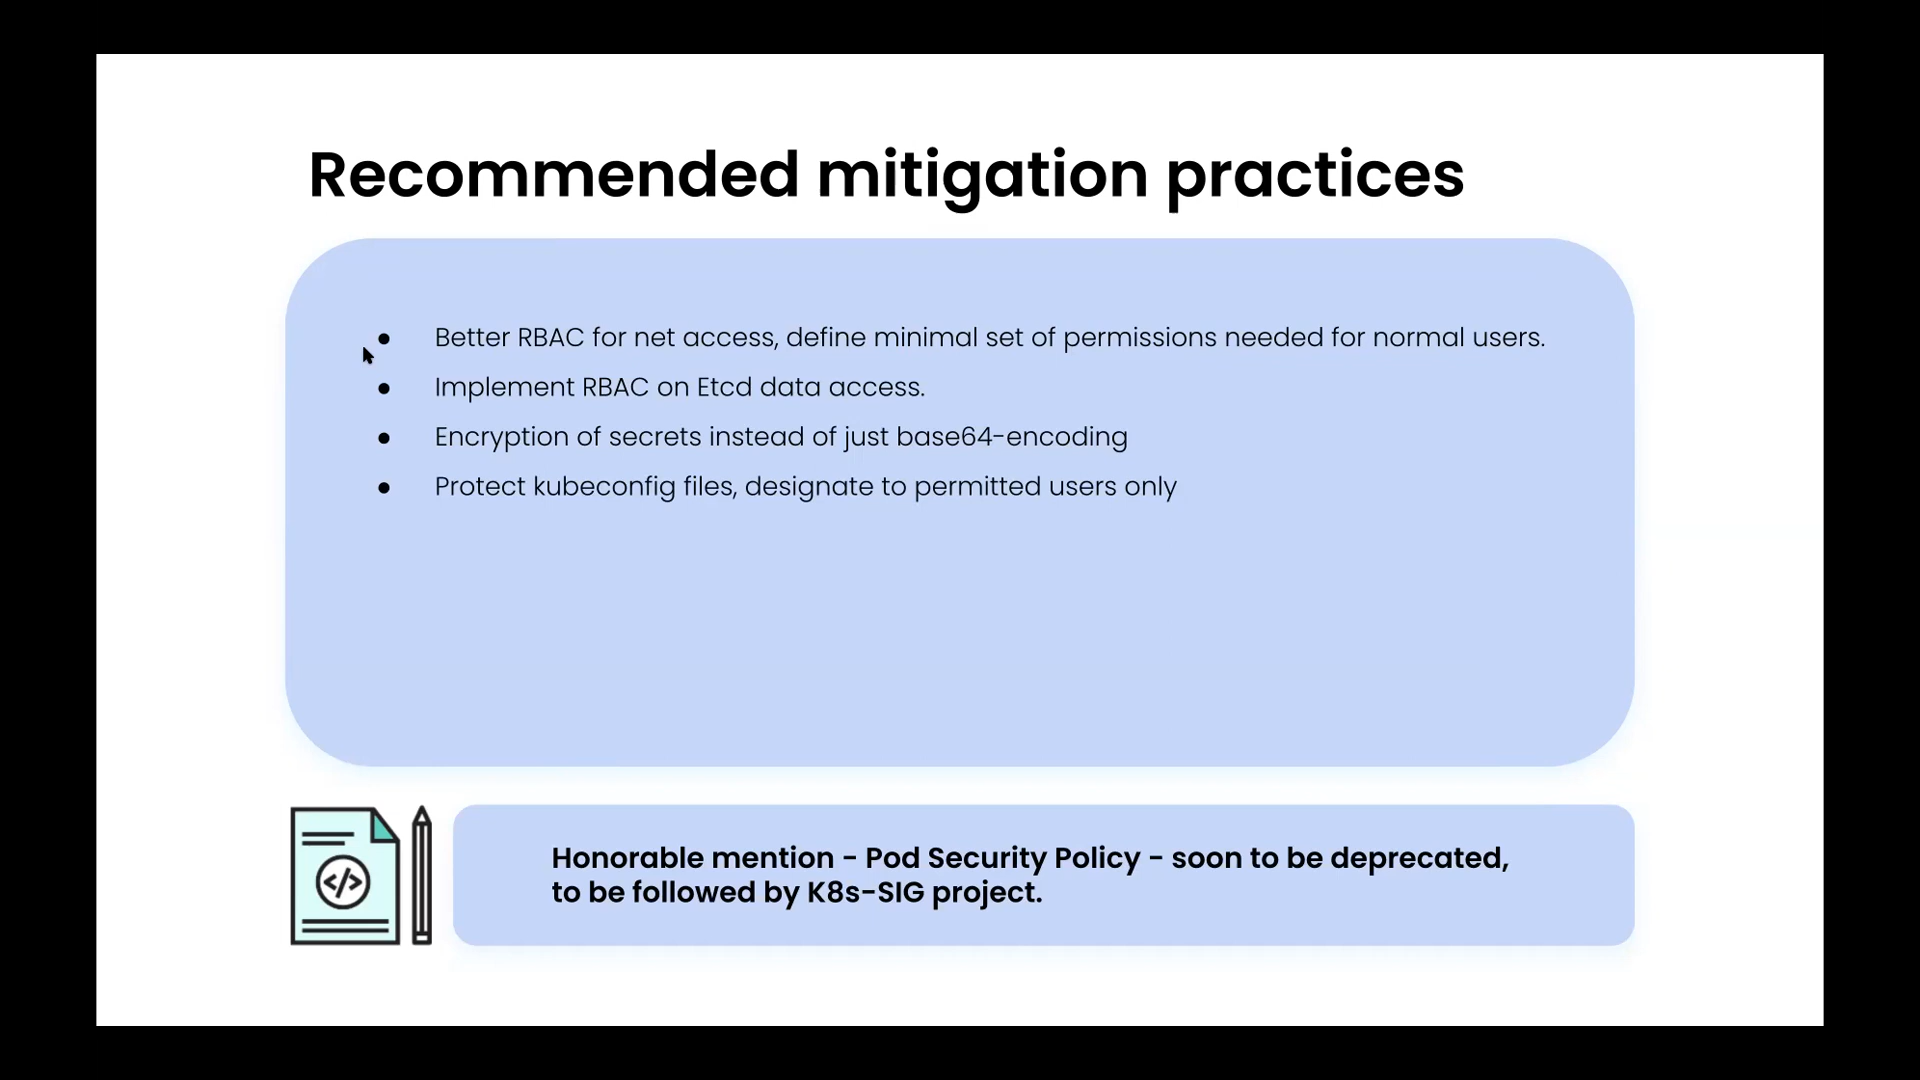 Recommended mitigation practices
● Better RBAC for net access, define minimal set of permissions needed for normal users.
● Implement RBAC on Etcd data access.
● Encryption of secrets instead of just base64-encoding
● Protect kubeconfig files, designate to permitted users only
</>
Honorable mention - Pod Security Policy - soon to be deprecated,
to be followed by K8s-SIG project.